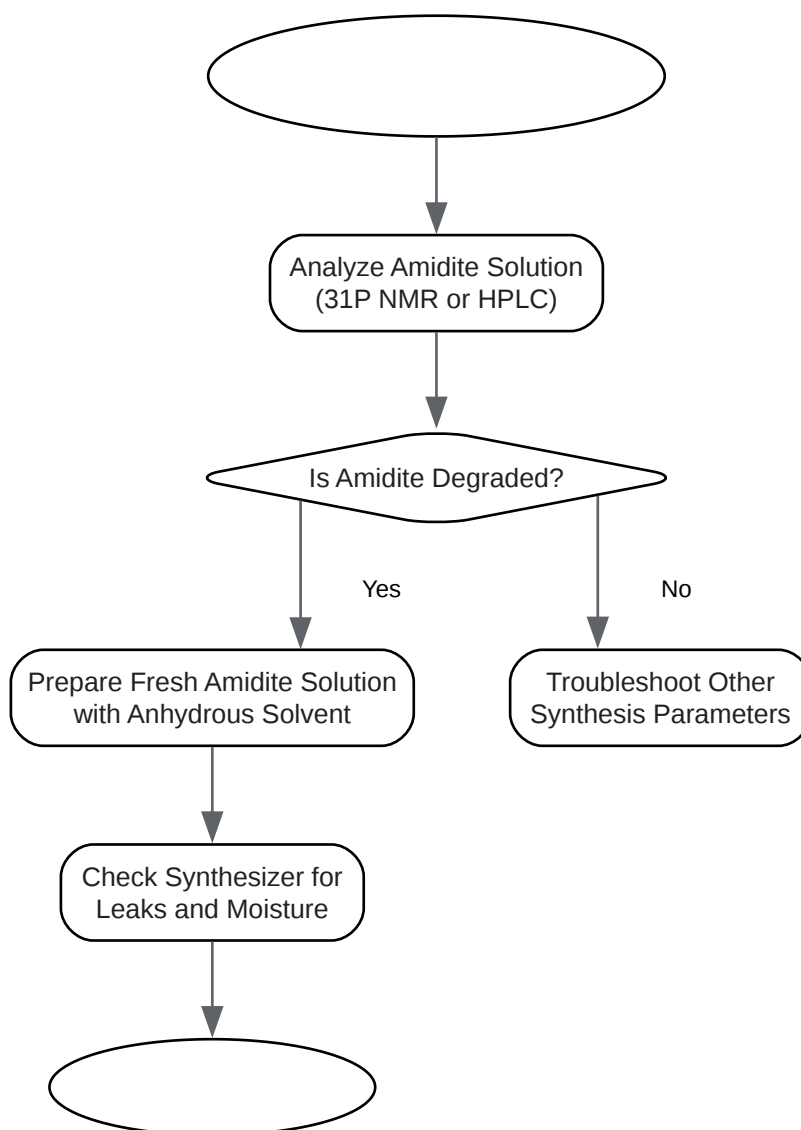 Analyze Amidite Solution
(31P NMR or HPLC)
Is Amidite Degraded?
Yes
No
Prepare Fresh Amidite Solution
with Anhydrous Solvent
Troubleshoot Other
Synthesis Parameters
Check Synthesizer for
Leaks and Moisture